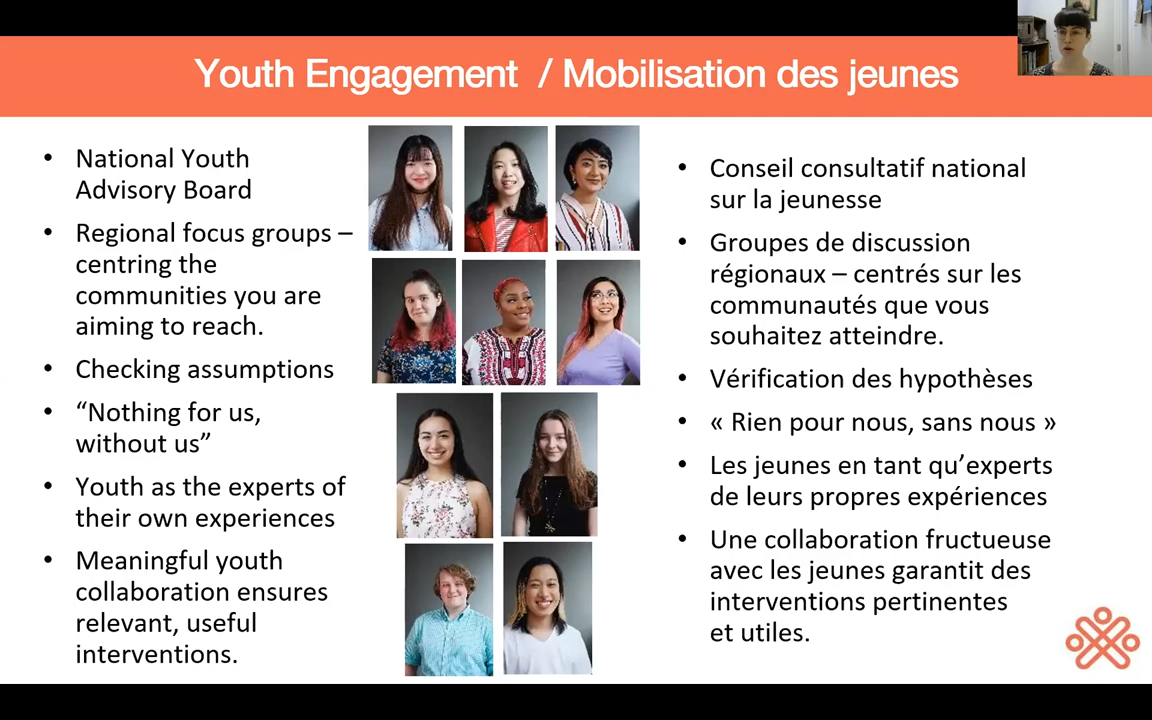 Youth Engagement / Mobilisation des jeunes
• National Youth
Advisory Board
• Regional focus groups –
centring the
communities you are
aiming to reach.
• Checking assumptions
• “Nothing for us,
without us”
• Youth as the experts of
their own experiences
• Meaningful youth
collaboration ensures
relevant, useful
interventions.
• Conseil consultatif national
sur la jeunesse
• Groupes de discussion
régionaux – centrés sur les
communautés que vous
souhaitez atteindre.
• Vérification des hypothèses
• « Rien pour nous, sans nous »
• Les jeunes en tant qu’experts
de leurs propres expériences
• Une collaboration fructueuse
avec les jeunes garantit des
interventions pertinentes
et utiles.